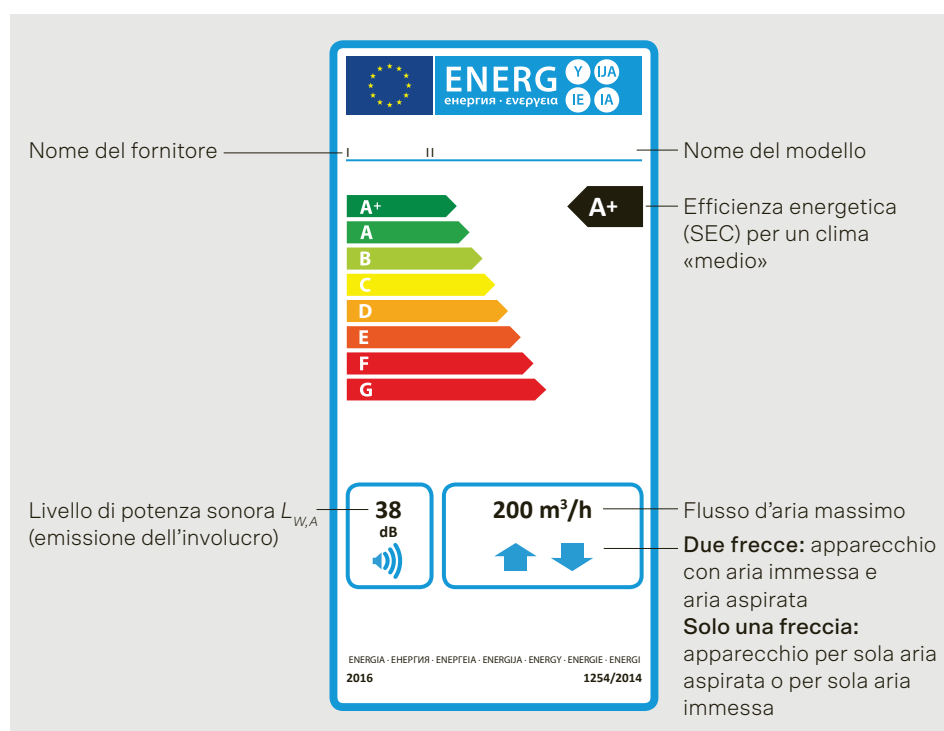 ENERG Y IJA
енергия · ενεργεια IE IA
Nome del fornitore
I II
Nome del modello
A+
A
B
C
D
E
F
G
A+
Efficienza energetica
(SEC) per un clima
«medio»
Livello di potenza sonora L W,A
(emissione dell'involucro)
38
dB
200 m³/h
Flusso d'aria massimo
Due frecce: apparecchio
con aria immessa e
aria aspirata
Solo una freccia:
apparecchio per sola aria
aspirata o per sola aria
immessa
ENERGIA · ЕНЕРГИЯ · ΕΝΕΡΓΕΙΑ · ENERGIJA · ENERGY · ENERGIE · ENERGI
2016 1254/2014